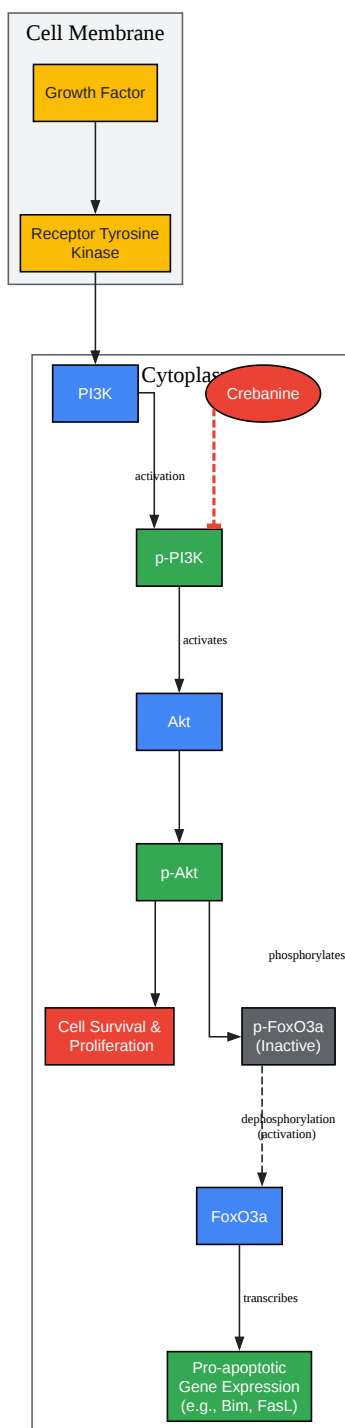 Cell Membrane
Growth Factor
Receptor Tyrosine
Kinase
Cytoplasm
PI3K
Crebanine
activation
p-PI3K
activates
Akt
p-Akt
phosphorylates
Cell Survival &
Proliferation
p-FoxO3a
(Inactive)
dephosphorylation
(activation)
FoxO3a
transcribes
Pro-apoptotic
Gene Expression
(e.g., Bim, FasL)